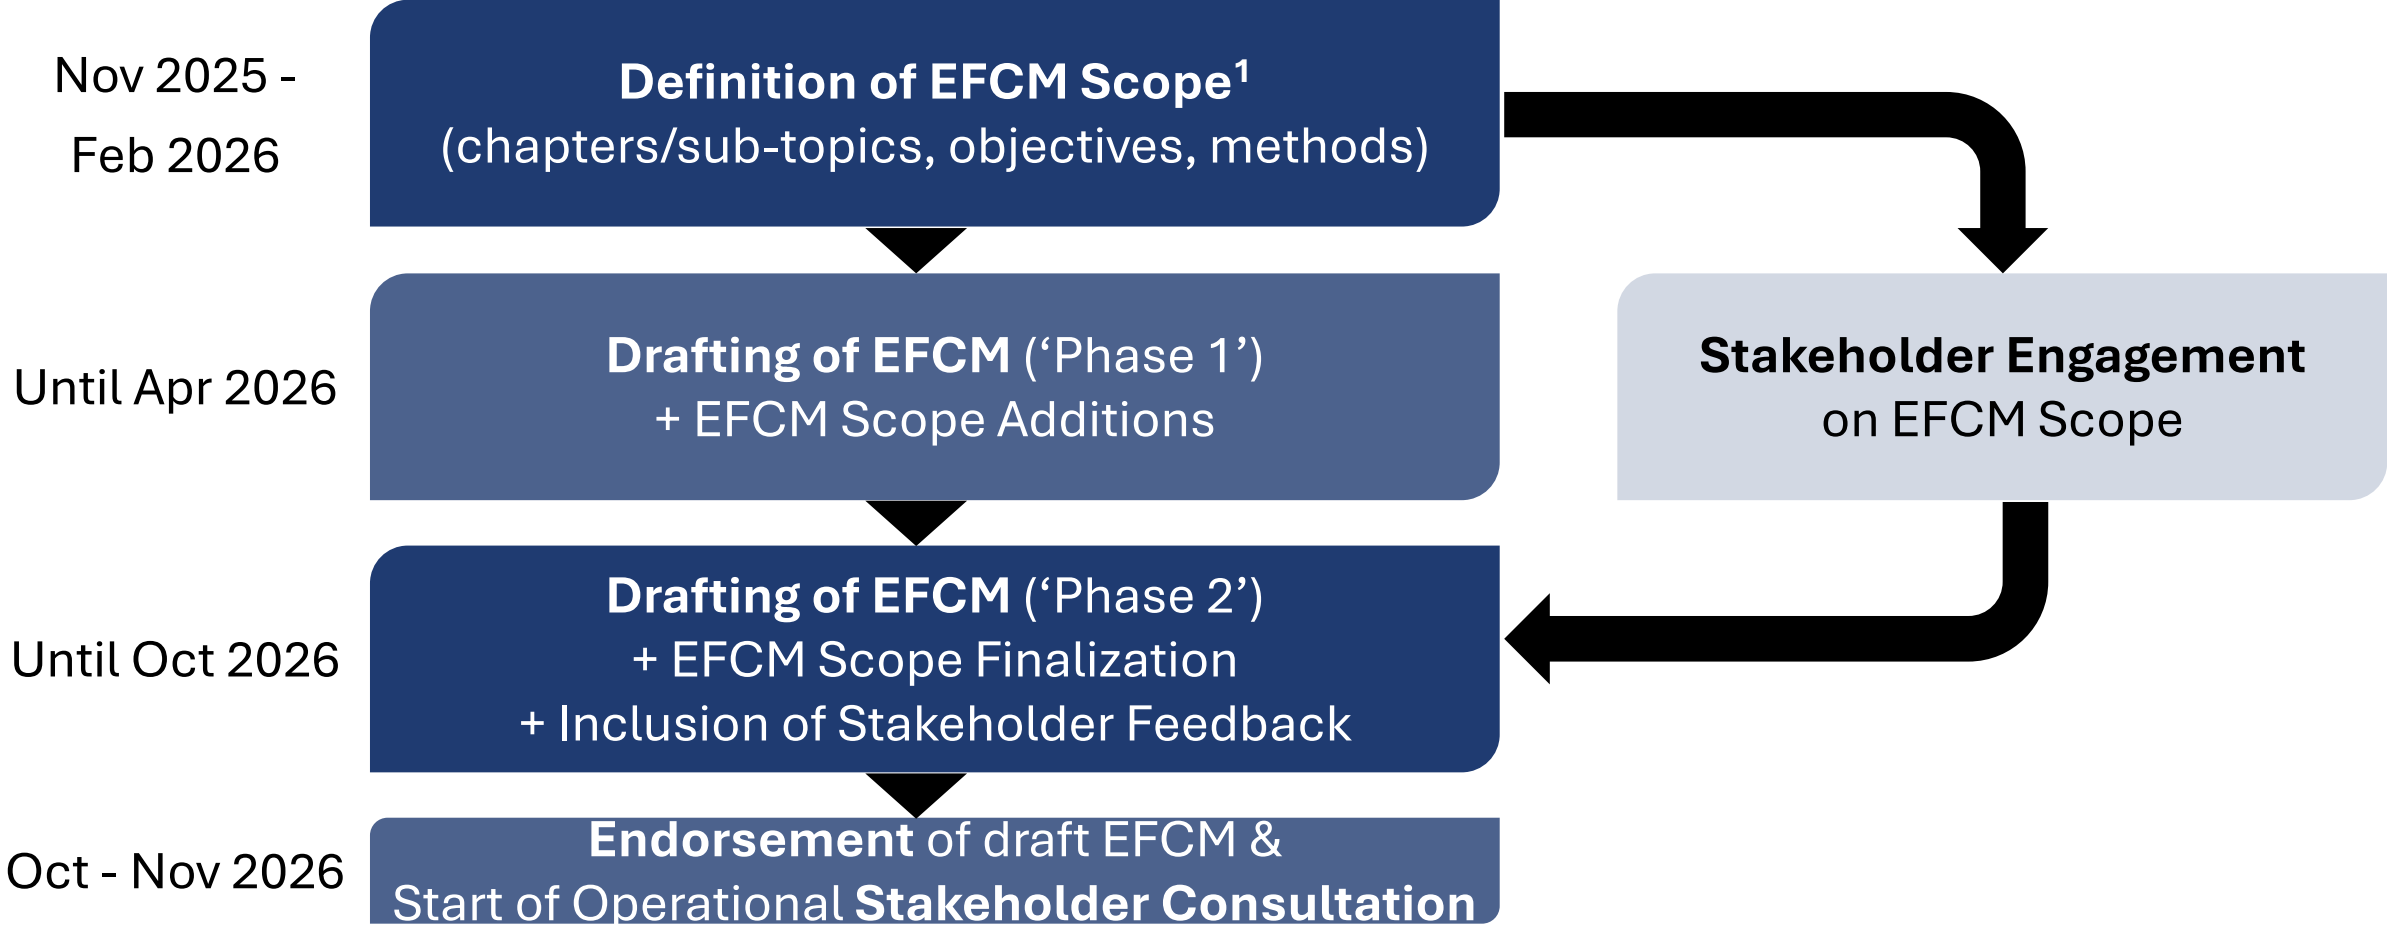 Nov 2025 -
Feb 2026
Definition of EFCM Scope¹
(chapters/sub-topics, objectives, methods)
Until Apr 2026
Drafting of EFCM (‘Phase 1’)
+ EFCM Scope Additions
Stakeholder Engagement
on EFCM Scope
Until Oct 2026
Drafting of EFCM (‘Phase 2’)
+ EFCM Scope Finalization
+ Inclusion of Stakeholder Feedback
Oct - Nov 2026
Endorsement of draft EFCM &
Start of Operational Stakeholder Consultation